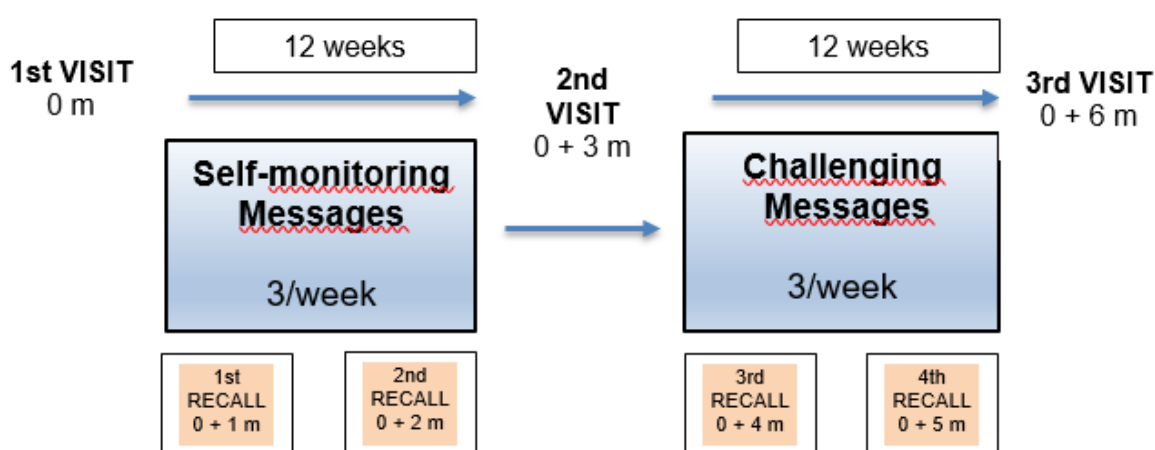 12 weeks
12 weeks
1st VISIT
0 m
2nd
VISIT
0 + 3 m
3rd VISIT
0 + 6 m
Self-monitoring
Messages
3/week
Challenging
Messages
3/week
1st
RECALL
0 + 1 m
2nd
RECALL
0 + 2 m
3rd
RECALL
0 + 4 m
4th
RECALL
0 + 5 m